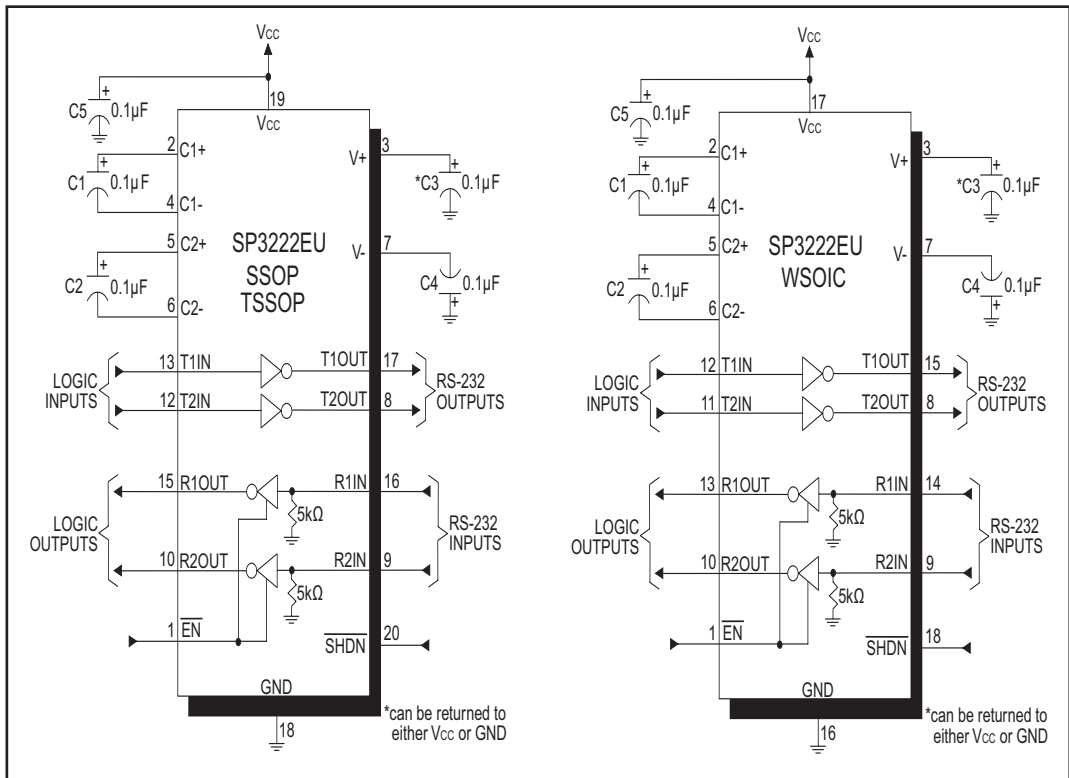 Vcc
C5
+
0.1µF
19
Vcc
2
C1+
C1
+
0.1µF
4
C1-
5
C2+
C2
+
0.1µF
6
C2-
3
V+
*C3
+
0.1µF
7
V-
C4
0.1µF
+
SP3222EU
SSOP
TSSOP
LOGIC
INPUTS
13
T1IN
T1OUT
17
12
T2IN
T2OUT
8
RS-232
OUTPUTS
LOGIC
OUTPUTS
15
R1OUT
R1IN
16
5kΩ
10
R2OUT
R2IN
9
5kΩ
RS-232
INPUTS
1
EN
SHDN
20
GND
18
*can be returned to
either Vcc or GND
Vcc
C5
+
0.1µF
17
Vcc
2
C1+
C1
+
0.1µF
4
C1-
5
C2+
C2
+
0.1µF
6
C2-
3
V+
*C3
+
0.1µF
7
V-
C4
0.1µF
+
SP3222EU
WSOIC
LOGIC
INPUTS
12
T1IN
T1OUT
15
11
T2IN
T2OUT
8
RS-232
OUTPUTS
LOGIC
OUTPUTS
13
R1OUT
R1IN
14
5kΩ
10
R2OUT
R2IN
9
5kΩ
RS-232
INPUTS
1
EN
SHDN
18
GND
16
*can be returned to
either Vcc or GND